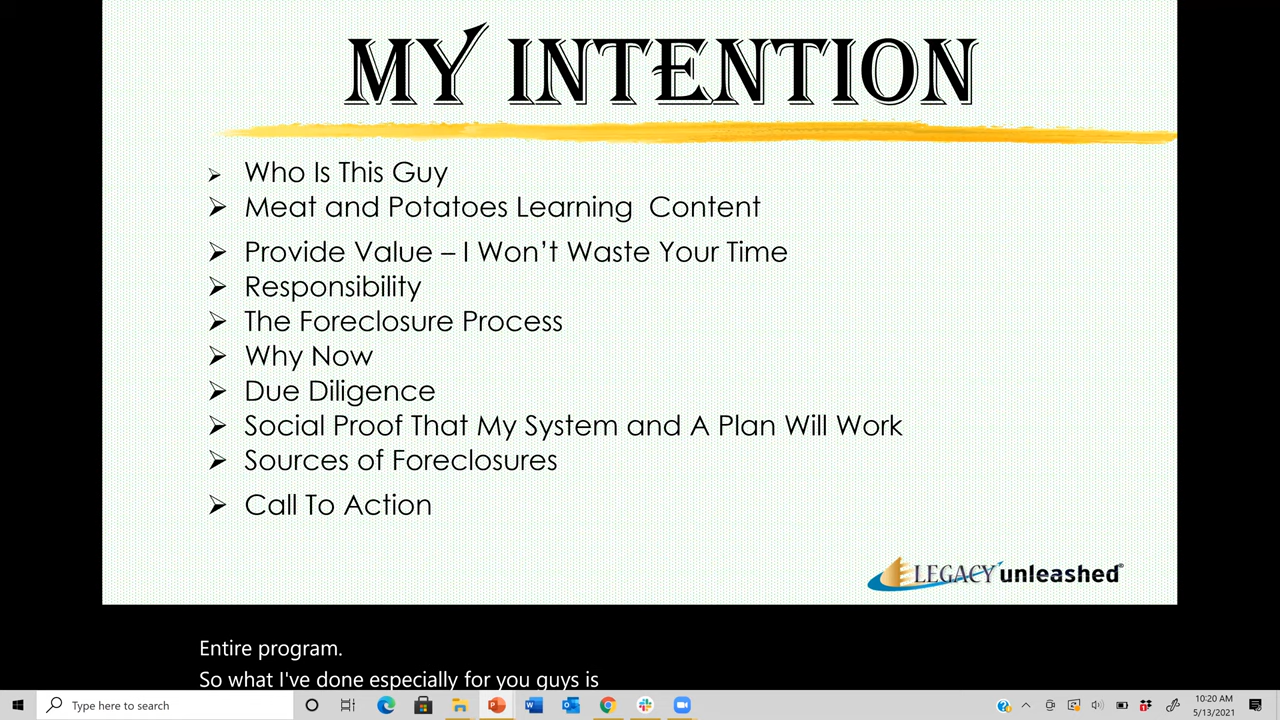 MY INTENTION
➢ Who Is This Guy
➢ Meat and Potatoes Learning Content
➢ Provide Value – I Won’t Waste Your Time
➢ Responsibility
➢ The Foreclosure Process
➢ Why Now
➢ Due Diligence
➢ Social Proof That My System and A Plan Will Work
➢ Sources of Foreclosures
➢ Call To Action
LEGACY unleashed®
Entire program.
So what I've done especially for you guys is
Type here to search
10:20 AM
5/13/2021